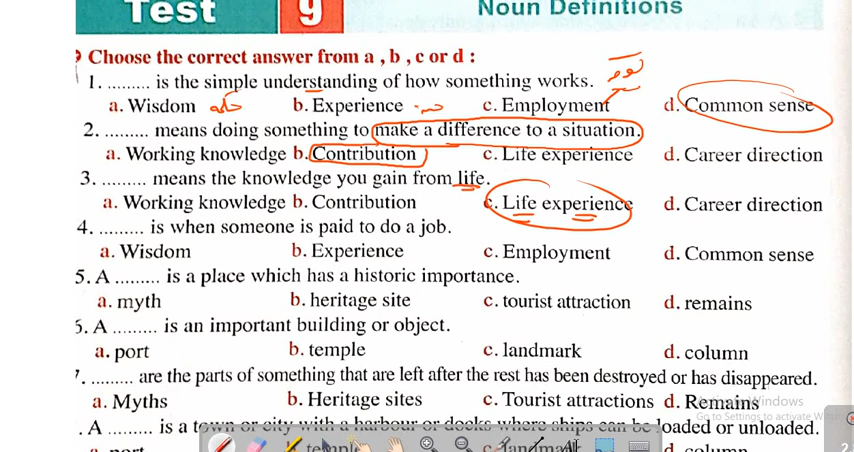 Test 9 Noun Definitions
Choose the correct answer from a , b , c or d :
1. ......... is the simple understanding of how something works.
a. Wisdom b. Experience c. Employment d. Common sense
2. ......... means doing something to make a difference to a situation.
a. Working knowledge b. Contribution c. Life experience d. Career direction
3. ......... means the knowledge you gain from life.
a. Working knowledge b. Contribution c. Life experience d. Career direction
4. ......... is when someone is paid to do a job.
a. Wisdom b. Experience c. Employment d. Common sense
5. A ......... is a place which has a historic importance.
a. myth b. heritage site c. tourist attraction d. remains
5. A ......... is an important building or object.
a. port b. temple c. landmark d. column
7. ......... are the parts of something that are left after the rest has been destroyed or has disappeared.
a. Myths b. Heritage sites c. Tourist attractions d. Remains
Go to Settings to activate
. A ......... is a town or city with a harbour or docks where ships can be loaded or unloaded.